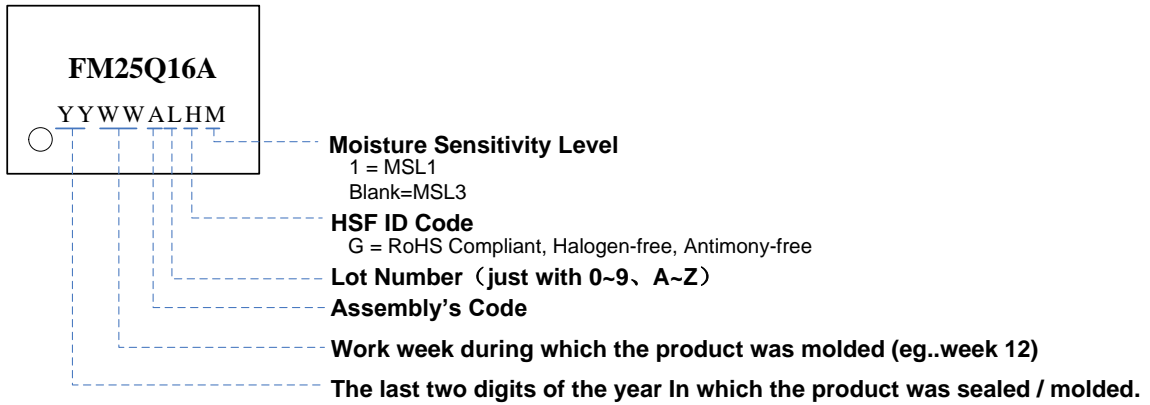 FM25Q16A
YYWWALHM
Moisture Sensitivity Level
1 = MSL1
Blank=MSL3
HSF ID Code
G = RoHS Compliant, Halogen-free, Antimony-free
Lot Number（just with 0~9、A~Z）
Assembly's Code
Work week during which the product was molded (eg..week 12)
The last two digits of the year In which the product was sealed / molded.